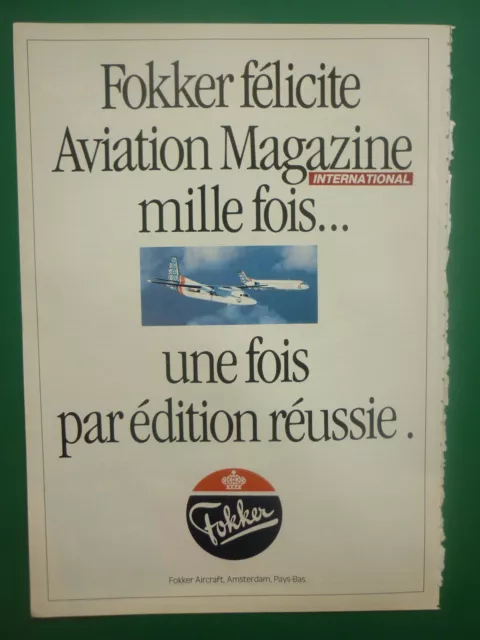 Fokker félicite
Aviation Magazine
INTERNATIONAL
mille fois...
une fois
par édition réussie.
Fokker
Fokker Aircraft, Amsterdam, Pays-Bas